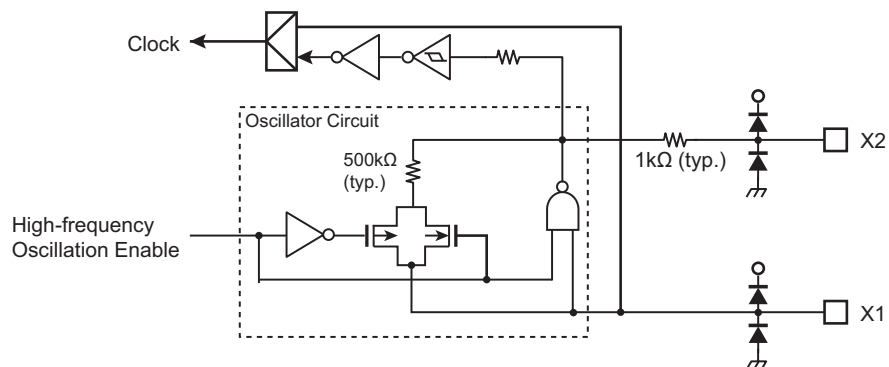 Clock
Oscillator Circuit
500kΩ
(typ.)
1kΩ (typ.)
X2
High-frequency
Oscillation Enable
X1